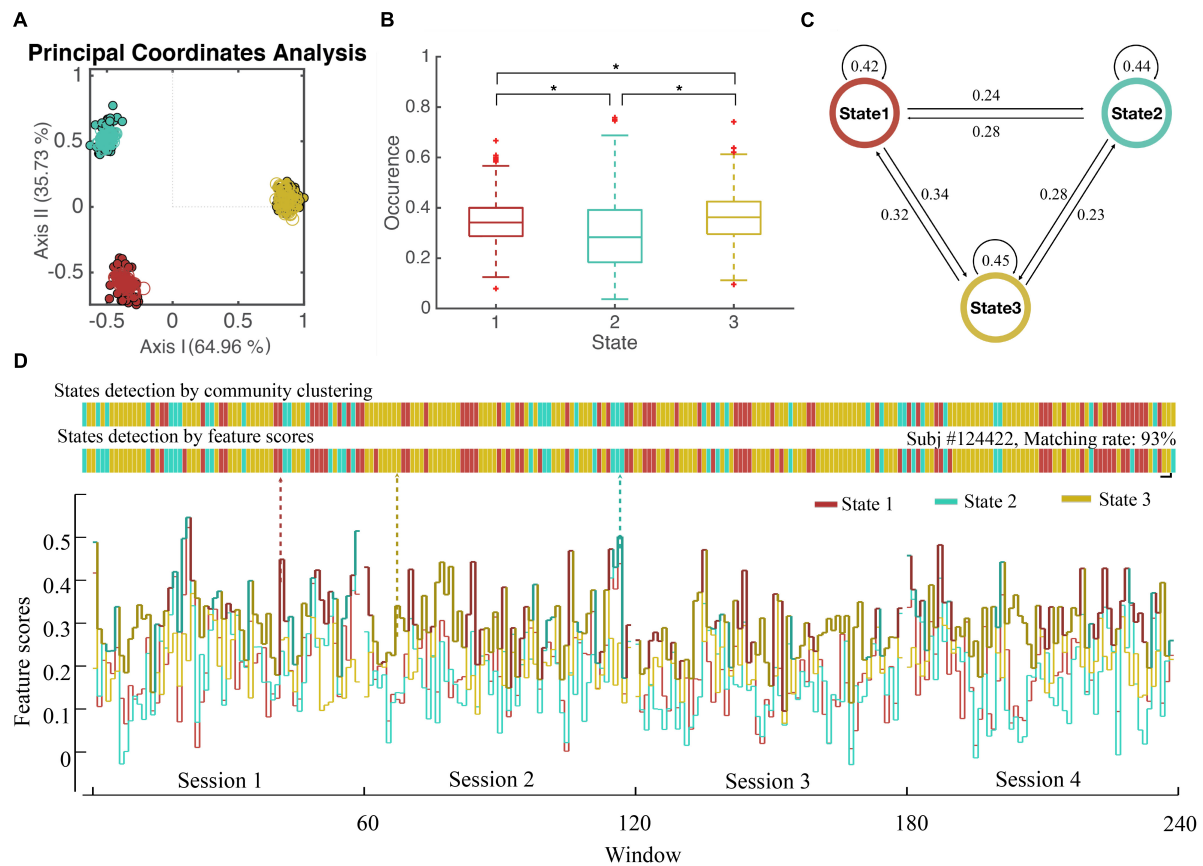 A
Principal Coordinates Analysis
1
0.5
0
-0.5
-0.5
0
0.5
1
Axis II (35.73 %)
Axis I (64.96 %)
B
1
0.8
0.6
0.4
0.2
0
Occurence
*
*
*
1
2
3
State
C
0.42
0.44
State1
State2
0.24
0.28
0.34
0.32
0.28
0.23
0.45
State3
D
States detection by community clustering
States detection by feature scores
Subj #124422, Matching rate: 93%
State 1
State 2
State 3
0.5
0.4
0.3
0.2
0.1
0
Feature scores
Session 1
Session 2
Session 3
Session 4
60
120
180
240
Window